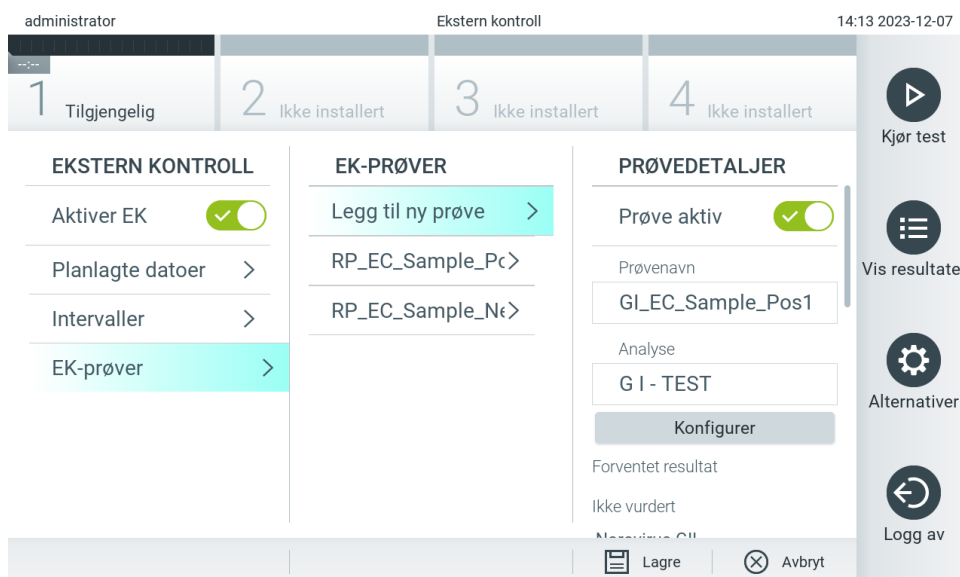 administrator
Ekstern kontroll
14:13 2023-12-07
--:--
1 Tilgjengelig
2 Ikke installert
3 Ikke installert
4 Ikke installert
EKSTERN KONTROLL
Aktiver EK
Planlagte datoer
Intervaller
EK-prøver
EK-PRØVER
Legg til ny prøve
RP_EC_Sample_Pc
RP_EC_Sample_Ne
PRØVEDETALJER
Prøve aktiv
Prøvenavn
GI_EC_Sample_Pos1
Analyse
G I - TEST
Konfigurer
Forventet resultat
Ikke vurdert
Norovirus GII
Lagre
Avbryt
Kjør test
Vis resultate
Alternativer
Logg av